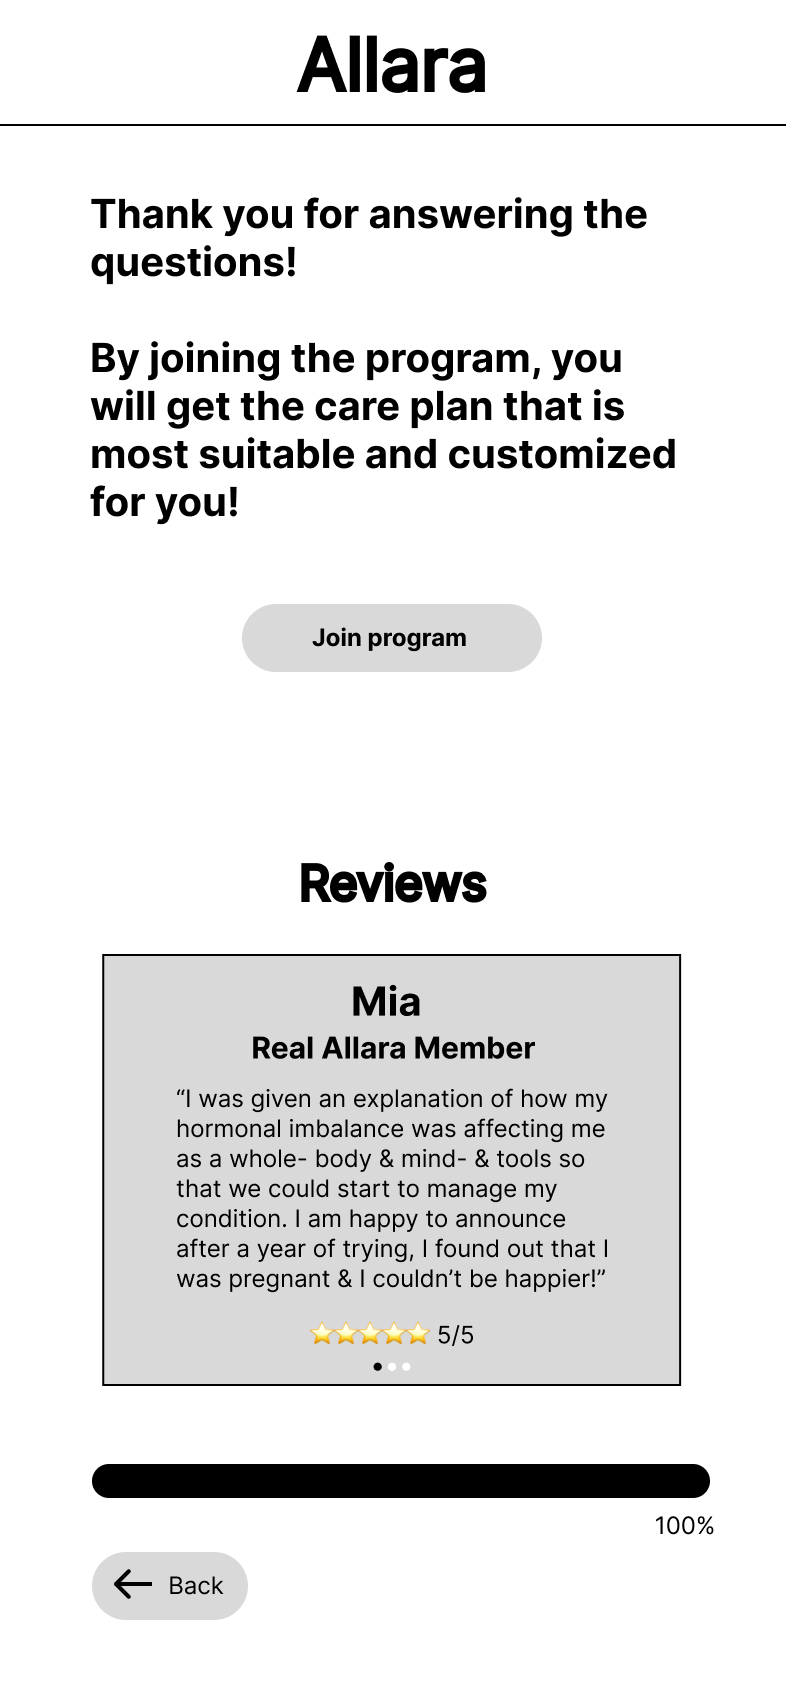 Allara
Thank you for answering the
questions!
By joining the program, you
will get the care plan that is
most suitable and customized
for you!
Join program
Reviews
Mia
Real Allara Member
“I was given an explanation of how my
hormonal imbalance was affecting me
as a whole- body & mind- & tools so
that we could start to manage my
condition. I am happy to announce
after a year of trying, I found out that I
was pregnant & I couldn’t be happier!”
⭐⭐⭐⭐⭐ 5/5
100%
Back